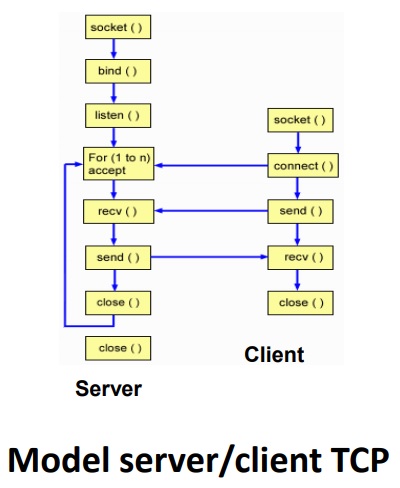 socket ( )
bind ( )
listen ( )
For (1 to n)
accept
recv ( )
send ( )
close ( )
close ( )
Server
socket ( )
connect ( )
send ( )
recv ( )
close ( )
Client
Model server/client TCP